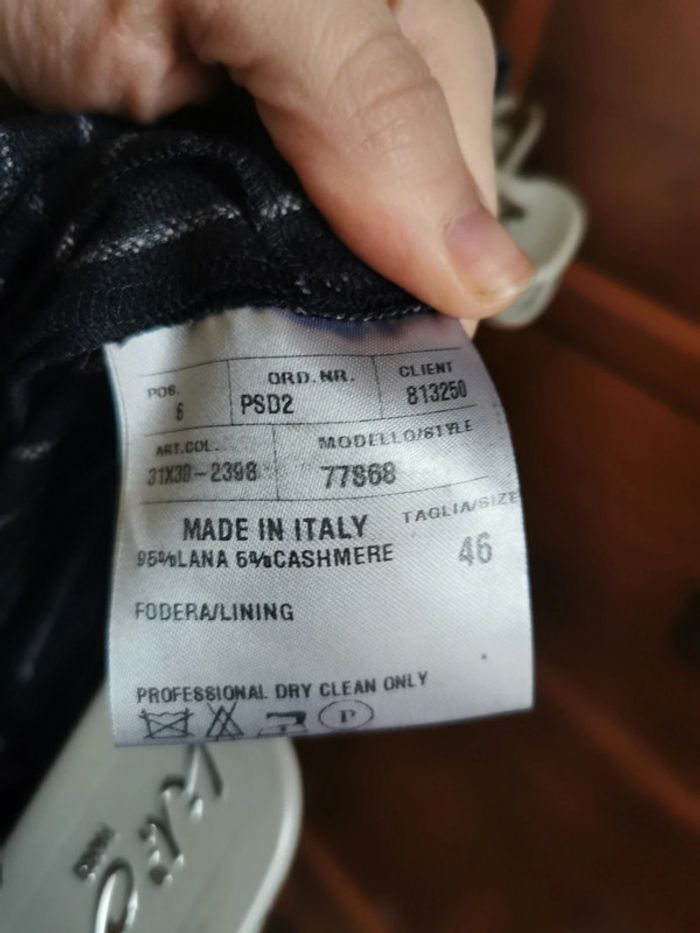 POS. ORD. NR. CLIENT
6 PSD2 813250
ART.COL. MODELLO/STYLE
31X30-2398 77S68
MADE IN ITALY TAGLIA/SIZE
95%LANA 5%CASHMERE 46
FODERA/LINING
PROFESSIONAL DRY CLEAN ONLY
P